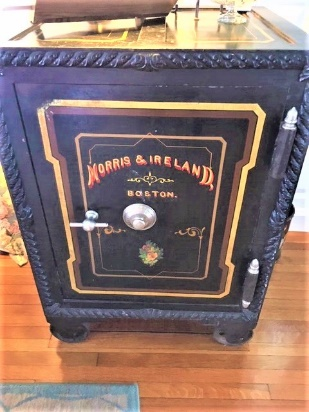 MORRIS & IRELAND,
BOSTON.